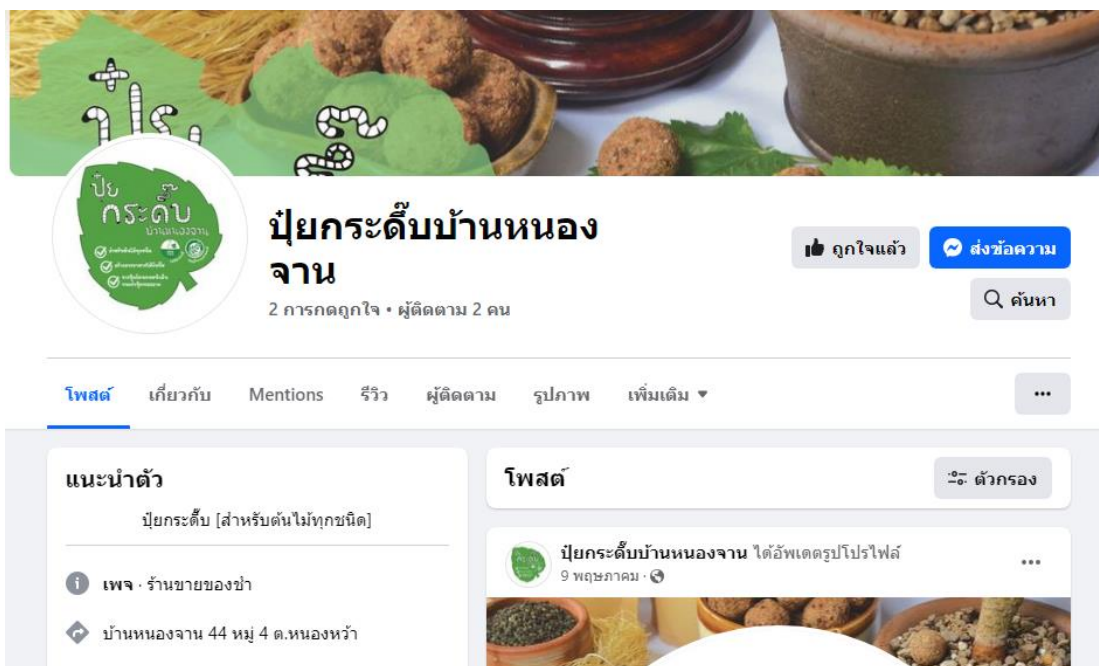 ปุ๋ย
กระดึ๊บ
บ้านหนองจาน
ปุ๋ยกระดึ๊บบ้านหนอง
จาน
2 การกดถูกใจ • ผู้ติดตาม 2 คน
ถูกใจแล้ว
ส่งข้อความ
ค้นหา
โพสต์ เกี่ยวกับ Mentions รีวิว ผู้ติดตาม รูปภาพ เพิ่มเติม
แนะนำตัว
ปุ๋ยกระดึ๊บ [สำหรับต้นไม้ทุกชนิด]
เพจ · ร้านขายของชำ
บ้านหนองจาน 44 หมู่ 4 ต.หนองหว้า
โพสต์
ตัวกรอง
ปุ๋ยกระดึ๊บบ้านหนองจาน ได้อัพเดตรูปโปรไฟล์
9 พฤษภาคม ·